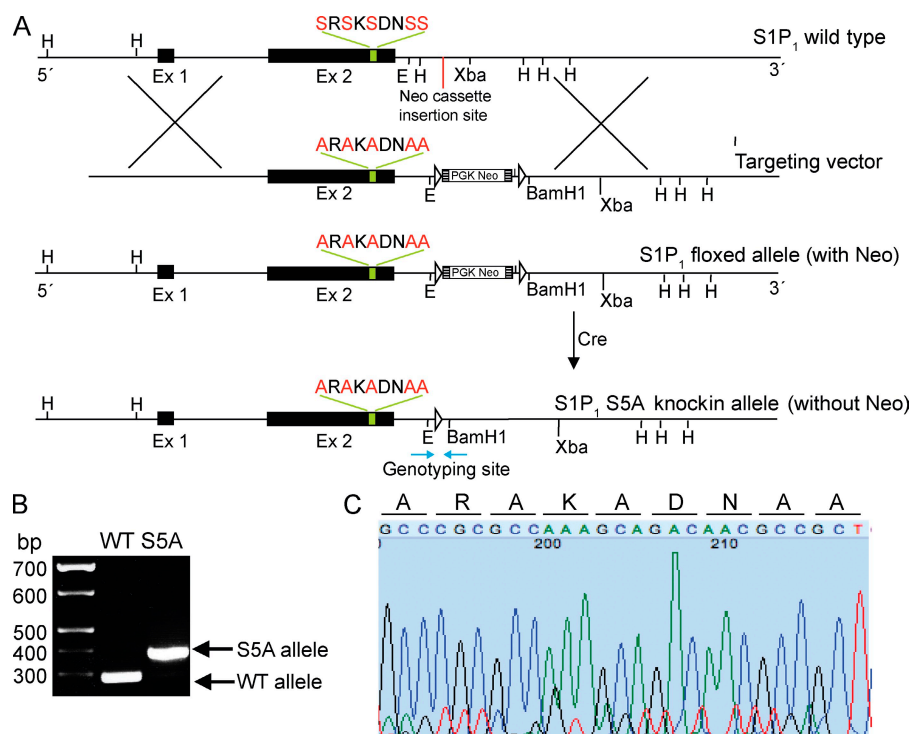 A
SRSKSDNSS
S1P1 wild type
H H E H Xba H H H
5´ Ex 1 Ex 2 3´
Neo cassette
insertion site
ARAKADNAA
Targeting vector
PGK Neo
Ex 2 E BamH1 Xba H H H
ARAKADNAA
S1P1 floxed allele (with Neo)
H H PGK Neo
5´ Ex 1 Ex 2 E BamH1 Xba H H H 3´
Cre
ARAKADNAA
S1P1 S5A knockin allele (without Neo)
H H
Ex 1 Ex 2 E BamH1 Xba H H H
Genotyping site
B
bp WT S5A
700
600
500
400 S5A allele
300 WT allele
C A R A K A D N A A
GCCCGCGCCAAAGCAGACAACGCCGCT
200 210